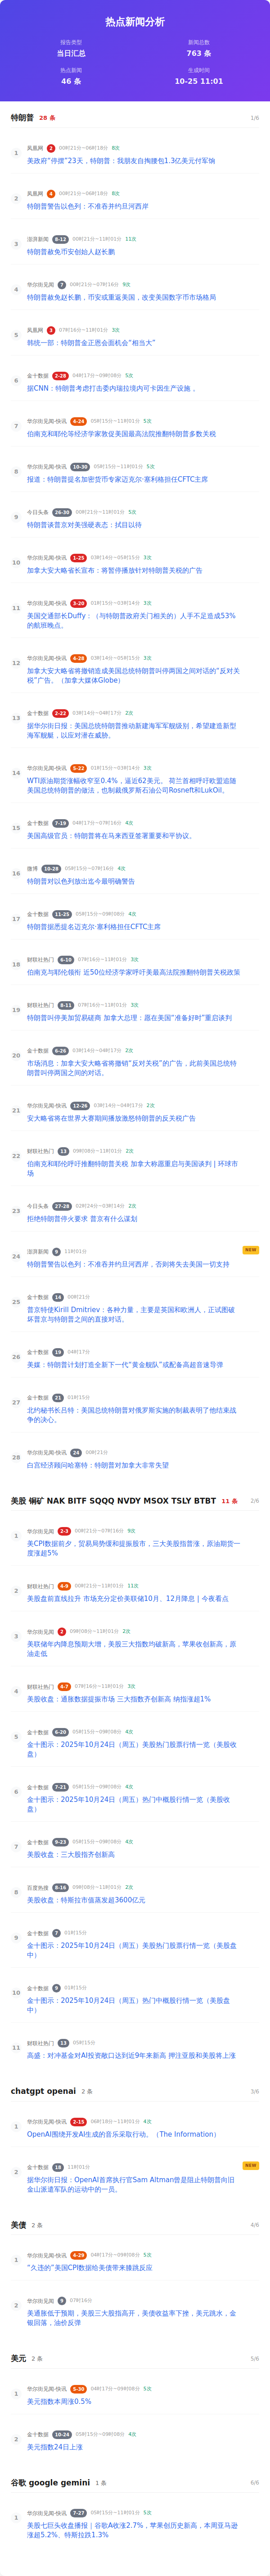 热点新闻分析
报告类型
新闻总数
当日汇总
763 条
热点新闻
生成时间
46 条
10-25 11:01
特朗普 28 条 1/6
1
凤凰网 2 00时21分~06时18分 8次
美政府"停摆"23天，特朗普：我朋友自掏腰包1.3亿美元付军饷
2
凤凰网 4 00时21分~06时18分 8次
特朗普警告以色列：不准吞并约旦河西岸
3
澎湃新闻 8-12 00时21分~11时01分 11次
特朗普赦免币安创始人赵长鹏
4
华尔街见闻 7 00时21分~07时16分 9次
特朗普赦免赵长鹏，币安或重返美国，改变美国数字币市场格局
5
凤凰网 3 07时16分~11时01分 3次
韩统一部：特朗普金正恩会面机会"相当大"
6
金十数据 2-28 04时17分~09时08分 5次
据CNN：特朗普考虑打击委内瑞拉境内可卡因生产设施 。
7
华尔街见闻-快讯 4-24 05时15分~11时01分 5次
伯南克和耶伦等经济学家敦促美国最高法院推翻特朗普多数关税
8
华尔街见闻-快讯 10-30 05时15分~11时01分 5次
报道：特朗普提名加密货币专家迈克尔·塞利格担任CFTC主席
9
今日头条 26-30 00时21分~11时01分 5次
特朗普谈普京对美强硬表态：拭目以待
10
华尔街见闻-快讯 1-25 03时14分~05时15分 3次
加拿大安大略省长宣布：将暂停播放针对特朗普关税的广告
11
华尔街见闻-快讯 3-20 01时15分~03时14分 3次
美国交通部长Duffy：（与特朗普政府关门相关的）人手不足造成53%
的航班晚点。
12
华尔街见闻-快讯 4-20 03时14分~05时15分 3次
加拿大安大略省将撤销造成美国总统特朗普叫停两国之间对话的"反对关
税"广告。（加拿大媒体Globe）
13
金十数据 2-22 03时14分~04时17分 2次
据华尔街日报：美国总统特朗普推动新建海军军舰级别，希望建造新型
海军舰艇，以应对潜在威胁。
14
华尔街见闻-快讯 5-22 01时15分~03时14分 3次
WTI原油期货涨幅收窄至0.4%，逼近62美元。 荷兰首相呼吁欧盟追随
美国总统特朗普的做法，也制裁俄罗斯石油公司Rosneft和LukOil。
15
金十数据 7-19 04时17分~07时16分 4次
美国高级官员：特朗普将在马来西亚签署重要和平协议。
16
微博 10-28 05时15分~07时16分 4次
特朗普对以色列放出迄今最明确警告
17
金十数据 11-25 05时15分~09时08分 4次
特朗普据悉提名迈克尔·塞利格担任CFTC主席
18
财联社热门 6-10 07时16分~11时01分 3次
伯南克与耶伦领衔 近50位经济学家呼吁美最高法院推翻特朗普关税政策
19
财联社热门 8-11 07时16分~11时01分 3次
特朗普叫停美加贸易磋商 加拿大总理：愿在美国"准备好时"重启谈判
20
金十数据 6-26 03时14分~04时17分 2次
市场消息：加拿大安大略省将撤销"反对关税"的广告，此前美国总统特
朗普叫停两国之间的对话。
21
华尔街见闻-快讯 12-26 03时14分~04时17分 2次
安大略省将在世界大赛期间播放激怒特朗普的反关税广告
22
财联社热门 13 09时08分~11时01分 2次
伯南克和耶伦呼吁推翻特朗普关税 加拿大称愿重启与美国谈判 | 环球市
场
23
今日头条 27-28 02时24分~03时14分 2次
拒绝特朗普停火要求 普京有什么谋划
24
澎湃新闻 9 11时01分
NEW
特朗普警告以色列：不准吞并约旦河西岸，否则将失去美国一切支持
25
金十数据 14 00时21分
普京特使Kirill Dmitriev：各种力量，主要是英国和欧洲人，正试图破
坏普京与特朗普之间的直接对话。
26
金十数据 19 04时17分
美媒：特朗普计划打造全新下一代"黄金舰队"或配备高超音速导弹
27
金十数据 21 01时15分
北约秘书长吕特：美国总统特朗普对俄罗斯实施的制裁表明了他结束战
争的决心。
28
华尔街见闻-快讯 24 00时21分
白宫经济顾问哈塞特：特朗普对加拿大非常失望
美股 铜矿 NAK BITF SQQQ NVDY MSOX TSLY BTBT 11 条 2/6
1
华尔街见闻 2-3 00时21分~07时16分 9次
美CPI数据前夕，贸易局势缓和提振股市，三大美股指普涨，原油期货一
度涨超5%
2
财联社热门 4-9 00时21分~11时01分 11次
美股盘前直线拉升 市场充分定价美联储10月、12月降息 | 今夜看点
3
华尔街见闻 2 09时08分~11时01分 2次
美联储年内降息预期大增，美股三大指数均破新高，苹果收创新高，原
油走低
4
财联社热门 4-7 07时16分~11时01分 3次
美股收盘：通胀数据提振市场 三大指数齐创新高 纳指涨超1%
5
金十数据 6-20 05时15分~09时08分 4次
金十图示：2025年10月24日（周五）美股热门股票行情一览（美股收
盘）
6
金十数据 7-21 05时15分~09时08分 4次
金十图示：2025年10月24日（周五）热门中概股行情一览（美股收
盘）
7
金十数据 9-23 05时15分~09时08分 4次
美股收盘：三大股指齐创新高
8
百度热搜 8-16 09时08分~11时01分 2次
美股收盘：特斯拉市值蒸发超3600亿元
9
金十数据 7 01时15分
金十图示：2025年10月24日（周五）美股热门股票行情一览（美股盘
中）
10
金十数据 9 01时15分
金十图示：2025年10月24日（周五）热门中概股行情一览（美股盘
中）
11
财联社热门 13 05时15分
高盛：对冲基金对AI投资敞口达到近9年来新高 押注亚股和美股将上涨
chatgpt openai 2 条 3/6
1
华尔街见闻-快讯 2-15 06时18分~11时01分 4次
OpenAI围绕开发AI生成的音乐采取行动。（The Information）
2
金十数据 18 11时01分
NEW
据华尔街日报：OpenAI首席执行官Sam Altman曾是阻止特朗普向旧
金山派遣军队的运动中的一员。
美债 2 条 4/6
1
华尔街见闻-快讯 4-29 04时17分~09时08分 5次
"久违的"美国CPI数据给美债带来膝跳反应
2
华尔街见闻 9 07时16分
美通胀低于预期，美股三大股指高开，美债收益率下挫，美元跳水，金
银回落，油价反弹
美元 2 条 5/6
1
华尔街见闻-快讯 5-30 04时17分~09时08分 5次
美元指数本周涨0.5%
2
金十数据 10-24 05时15分~09时08分 4次
美元指数24日上涨
谷歌 google gemini 1 条 6/6
1
华尔街见闻-快讯 7-27 05时15分~11时01分 5次
美股七巨头收盘播报｜谷歌A收涨2.7%，苹果创历史新高，本周亚马逊
涨超5.2%、特斯拉跌1.3%